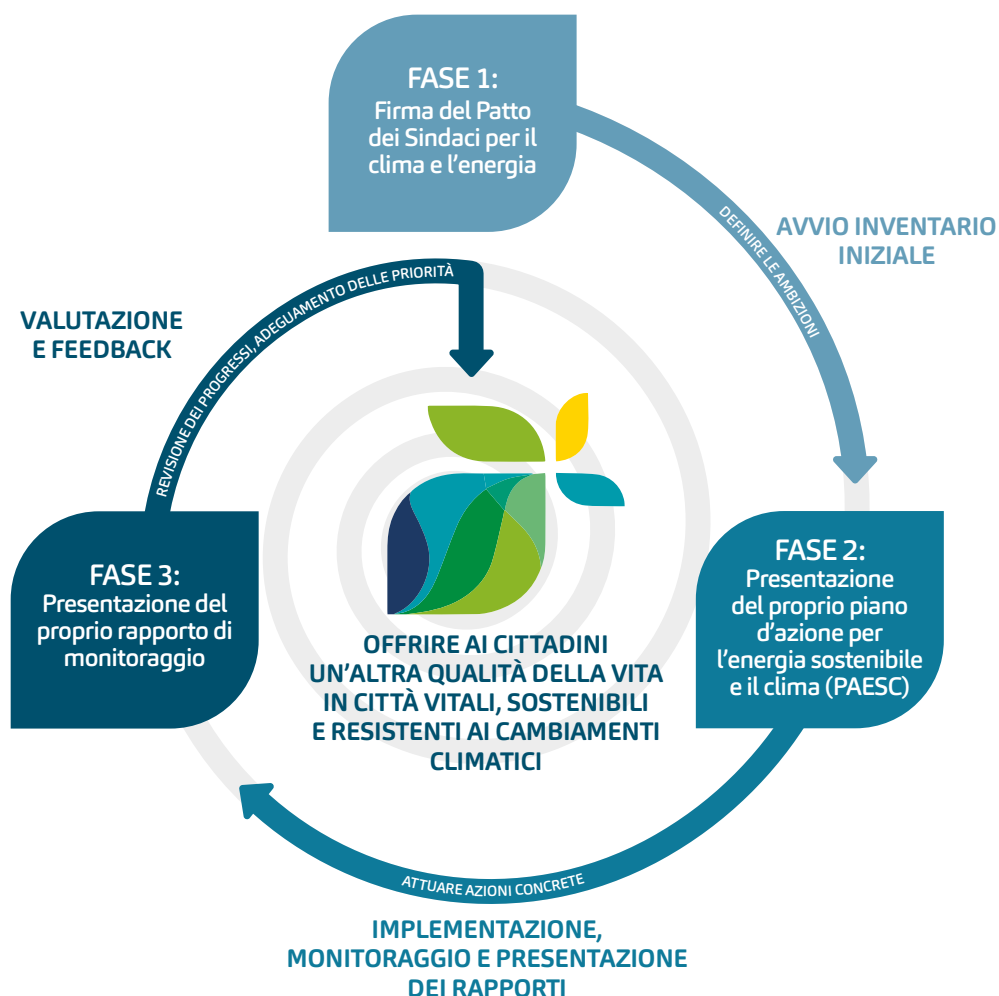 FASE 1:
Firma del Patto
dei Sindaci per il
clima e l'energia
DEFINIRE LE AMBIZIONI
AVVIO INVENTARIO
INIZIALE
FASE 2:
Presentazione
del proprio piano
d'azione per
l'energia sostenibile
e il clima (PAESC)
ATTUARE AZIONI CONCRETE
IMPLEMENTAZIONE,
MONITORAGGIO E PRESENTAZIONE
DEI RAPPORTI
FASE 3:
Presentazione del
proprio rapporto di
monitoraggio
REVISIONE DEI PROGRESSI, ADEGUAMENTO DELLE PRIORITÀ
VALUTAZIONE
E FEEDBACK
OFFRIRE AI CITTADINI
UN'ALTRA QUALITÀ DELLA VITA
IN CITTÀ VITALI, SOSTENIBILI
E RESISTENTI AI CAMBIAMENTI
CLIMATICI